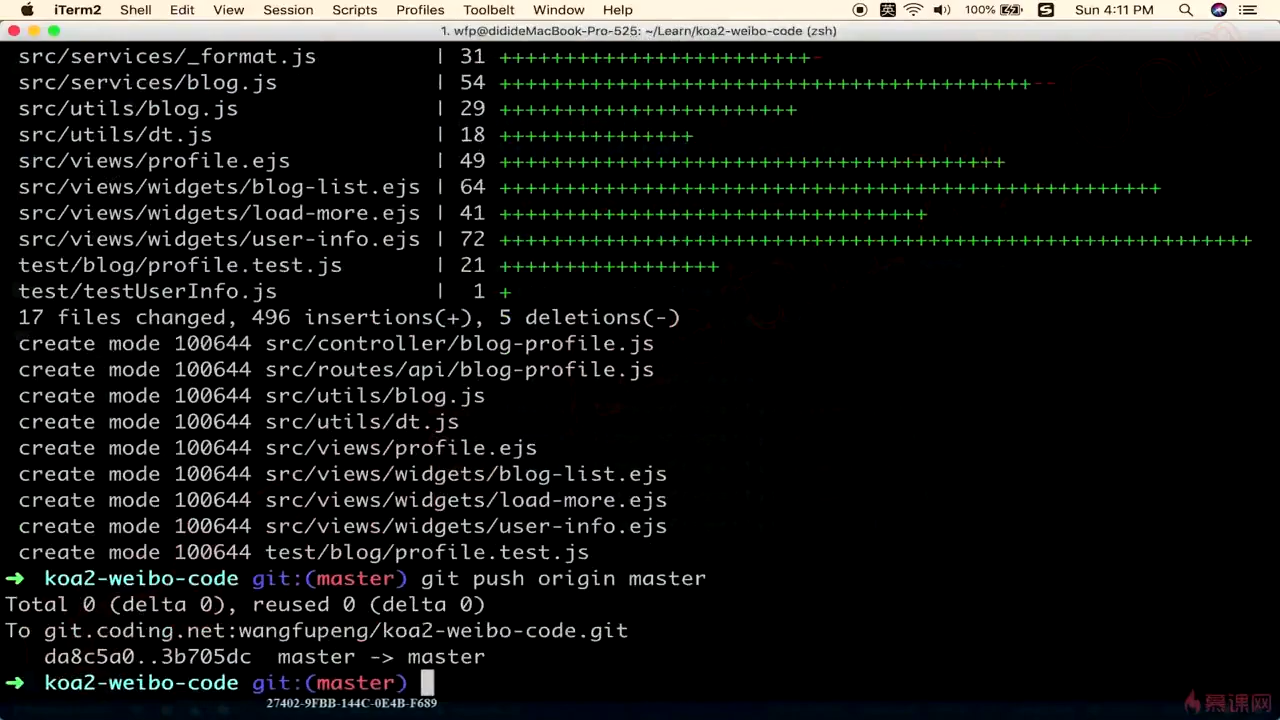 iTerm2 Shell Edit View Session Scripts Profiles Toolbelt Window Help 英 100% Sun 4:11 PM
1. wfp@didideMacBook-Pro-525: ~/Learn/koa2-weibo-code (zsh)
src/services/_format.js | 31 ++++++++++++++++++++++++-
src/services/blog.js | 54 +++++++++++++++++++++++++++++++++++++++++--
src/utils/blog.js | 29 +++++++++++++++++++++++
src/utils/dt.js | 18 +++++++++++++++
src/views/profile.ejs | 49 +++++++++++++++++++++++++++++++++++++++
src/views/widgets/blog-list.ejs | 64 +++++++++++++++++++++++++++++++++++++++++++++++++++
src/views/widgets/load-more.ejs | 41 +++++++++++++++++++++++++++++++++
src/views/widgets/user-info.ejs | 72 ++++++++++++++++++++++++++++++++++++++++++++++++++++++++++
test/blog/profile.test.js | 21 +++++++++++++++++
test/testUserInfo.js | 1 +
17 files changed, 496 insertions(+), 5 deletions(-)
create mode 100644 src/controller/blog-profile.js
create mode 100644 src/routes/api/blog-profile.js
create mode 100644 src/utils/blog.js
create mode 100644 src/utils/dt.js
create mode 100644 src/views/profile.ejs
create mode 100644 src/views/widgets/blog-list.ejs
create mode 100644 src/views/widgets/load-more.ejs
create mode 100644 src/views/widgets/user-info.ejs
create mode 100644 test/blog/profile.test.js
➜ koa2-weibo-code git:(master) git push origin master
Total 0 (delta 0), reused 0 (delta 0)
To git.coding.net:wangfupeng/koa2-weibo-code.git
da8c5a0..3b705dc master -> master
➜ koa2-weibo-code git:(master)
27402-9FBB-144C-0E4B-F689
慕课网